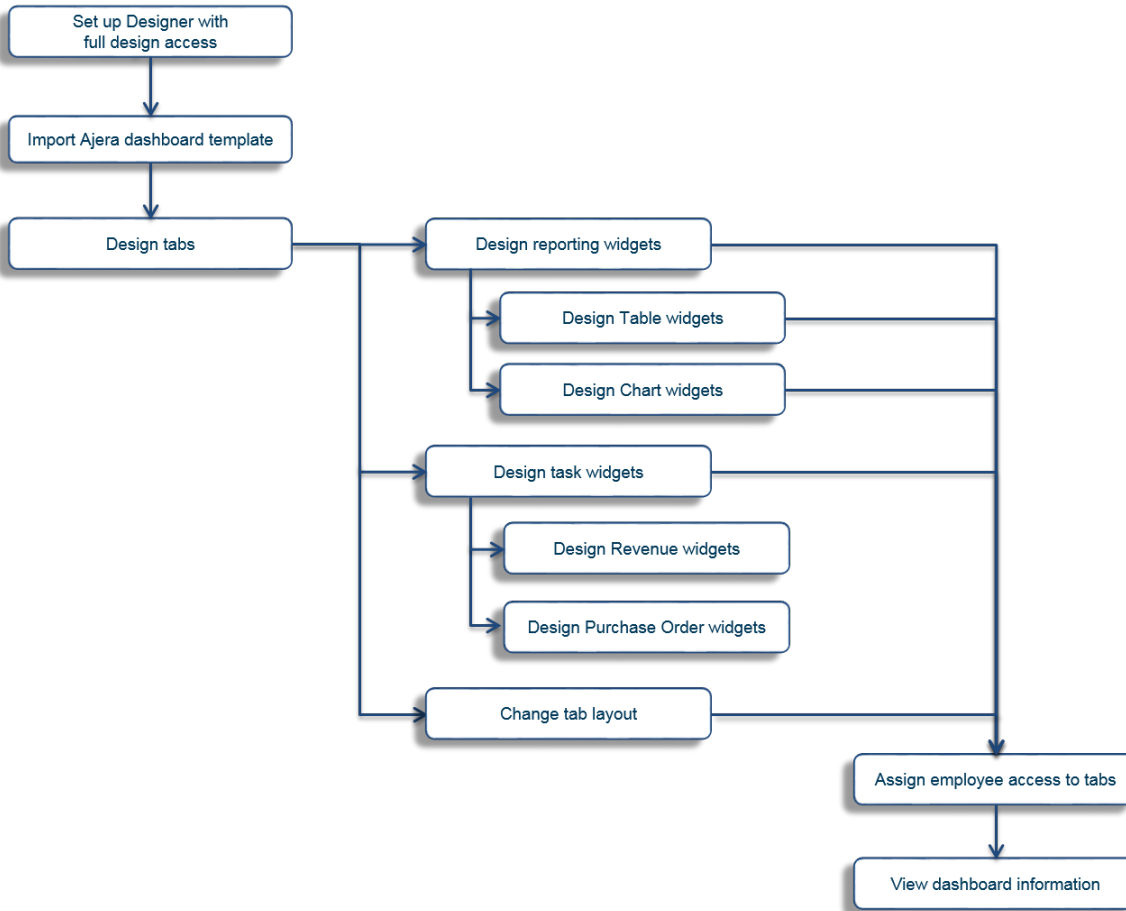 Set up Designer with
full design access
Import Ajera dashboard template
Design tabs
Design reporting widgets
Design Table widgets
Design Chart widgets
Design task widgets
Design Revenue widgets
Design Purchase Order widgets
Change tab layout
Assign employee access to tabs
View dashboard information